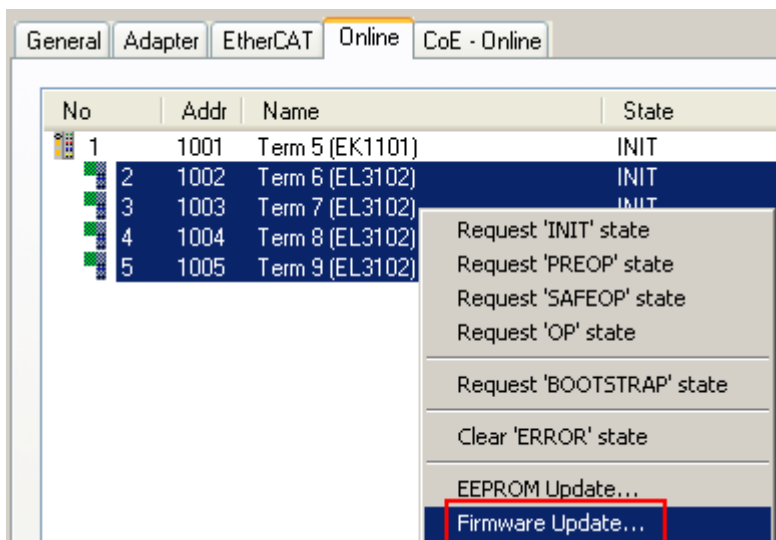 General Adapter EtherCAT Online CoE - Online
No Addr Name State
1 1001 Term 5 (EK1101) INIT
2 1002 Term 6 (EL3102) INIT
3 1003 Term 7 (EL3102) INIT
4 1004 Term 8 (EL3102)
5 1005 Term 9 (EL3102)
Request 'INIT' state
Request 'PREOP' state
Request 'SAFEOP' state
Request 'OP' state
Request 'BOOTSTRAP' state
Clear 'ERROR' state
EEPROM Update...
Firmware Update...